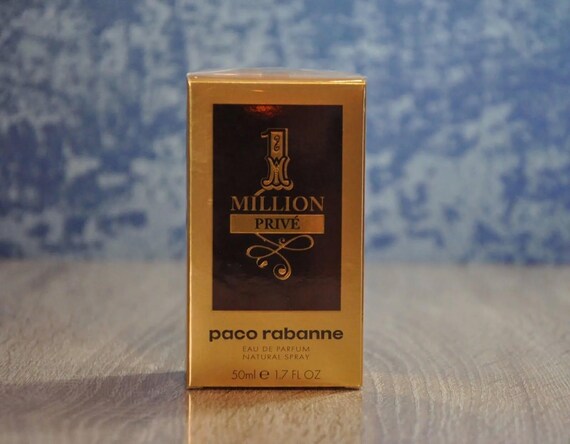 1
MILLION
PRIVÉ
paco rabanne
EAU DE PARFUM
NATURAL SPRAY
50ml ℮ 1.7 FL OZ